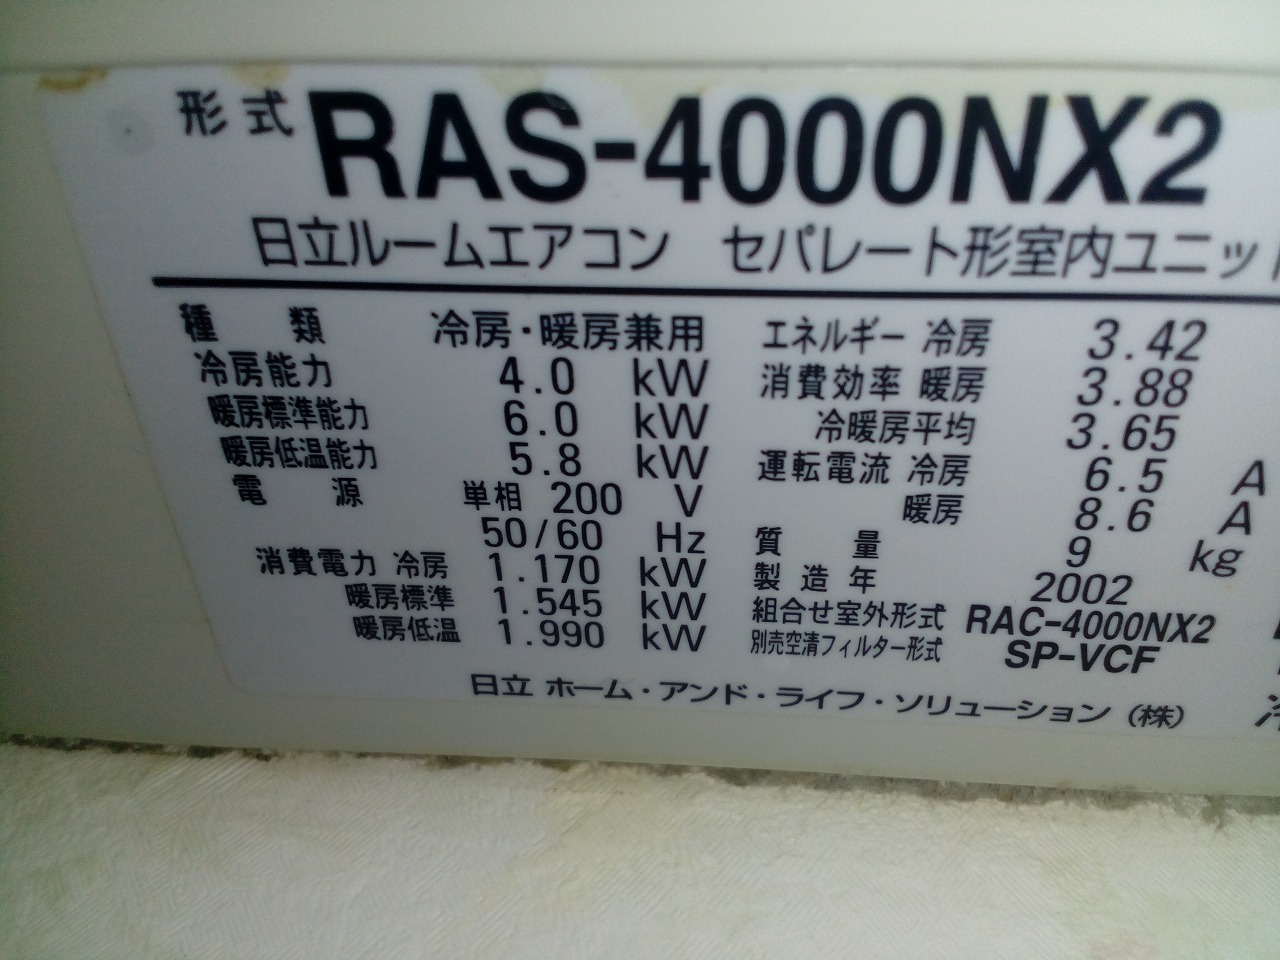 形式 RAS-4000NX2
日立ルームエアコン セパレート形室内ユニット
種類 冷房・暖房兼用
冷房能力 4.0 kW
暖房標準能力 6.0 kW
暖房低温能力 5.8 kW
電源 単相 200 V
50/60 Hz
消費電力 冷房 1.170 kW
暖房標準 1.545 kW
暖房低温 1.990 kW
エネルギー 冷房 3.42
消費効率 暖房 3.88
冷暖房平均 3.65
運転電流 冷房 6.5 A
暖房 8.6 A
質量 9 kg
製造年 2002
組合せ室外形式 RAC-4000NX2
別売空清フィルター形式 SP-VCF
日立 ホーム・アンド・ライフ・ソリューション (株)